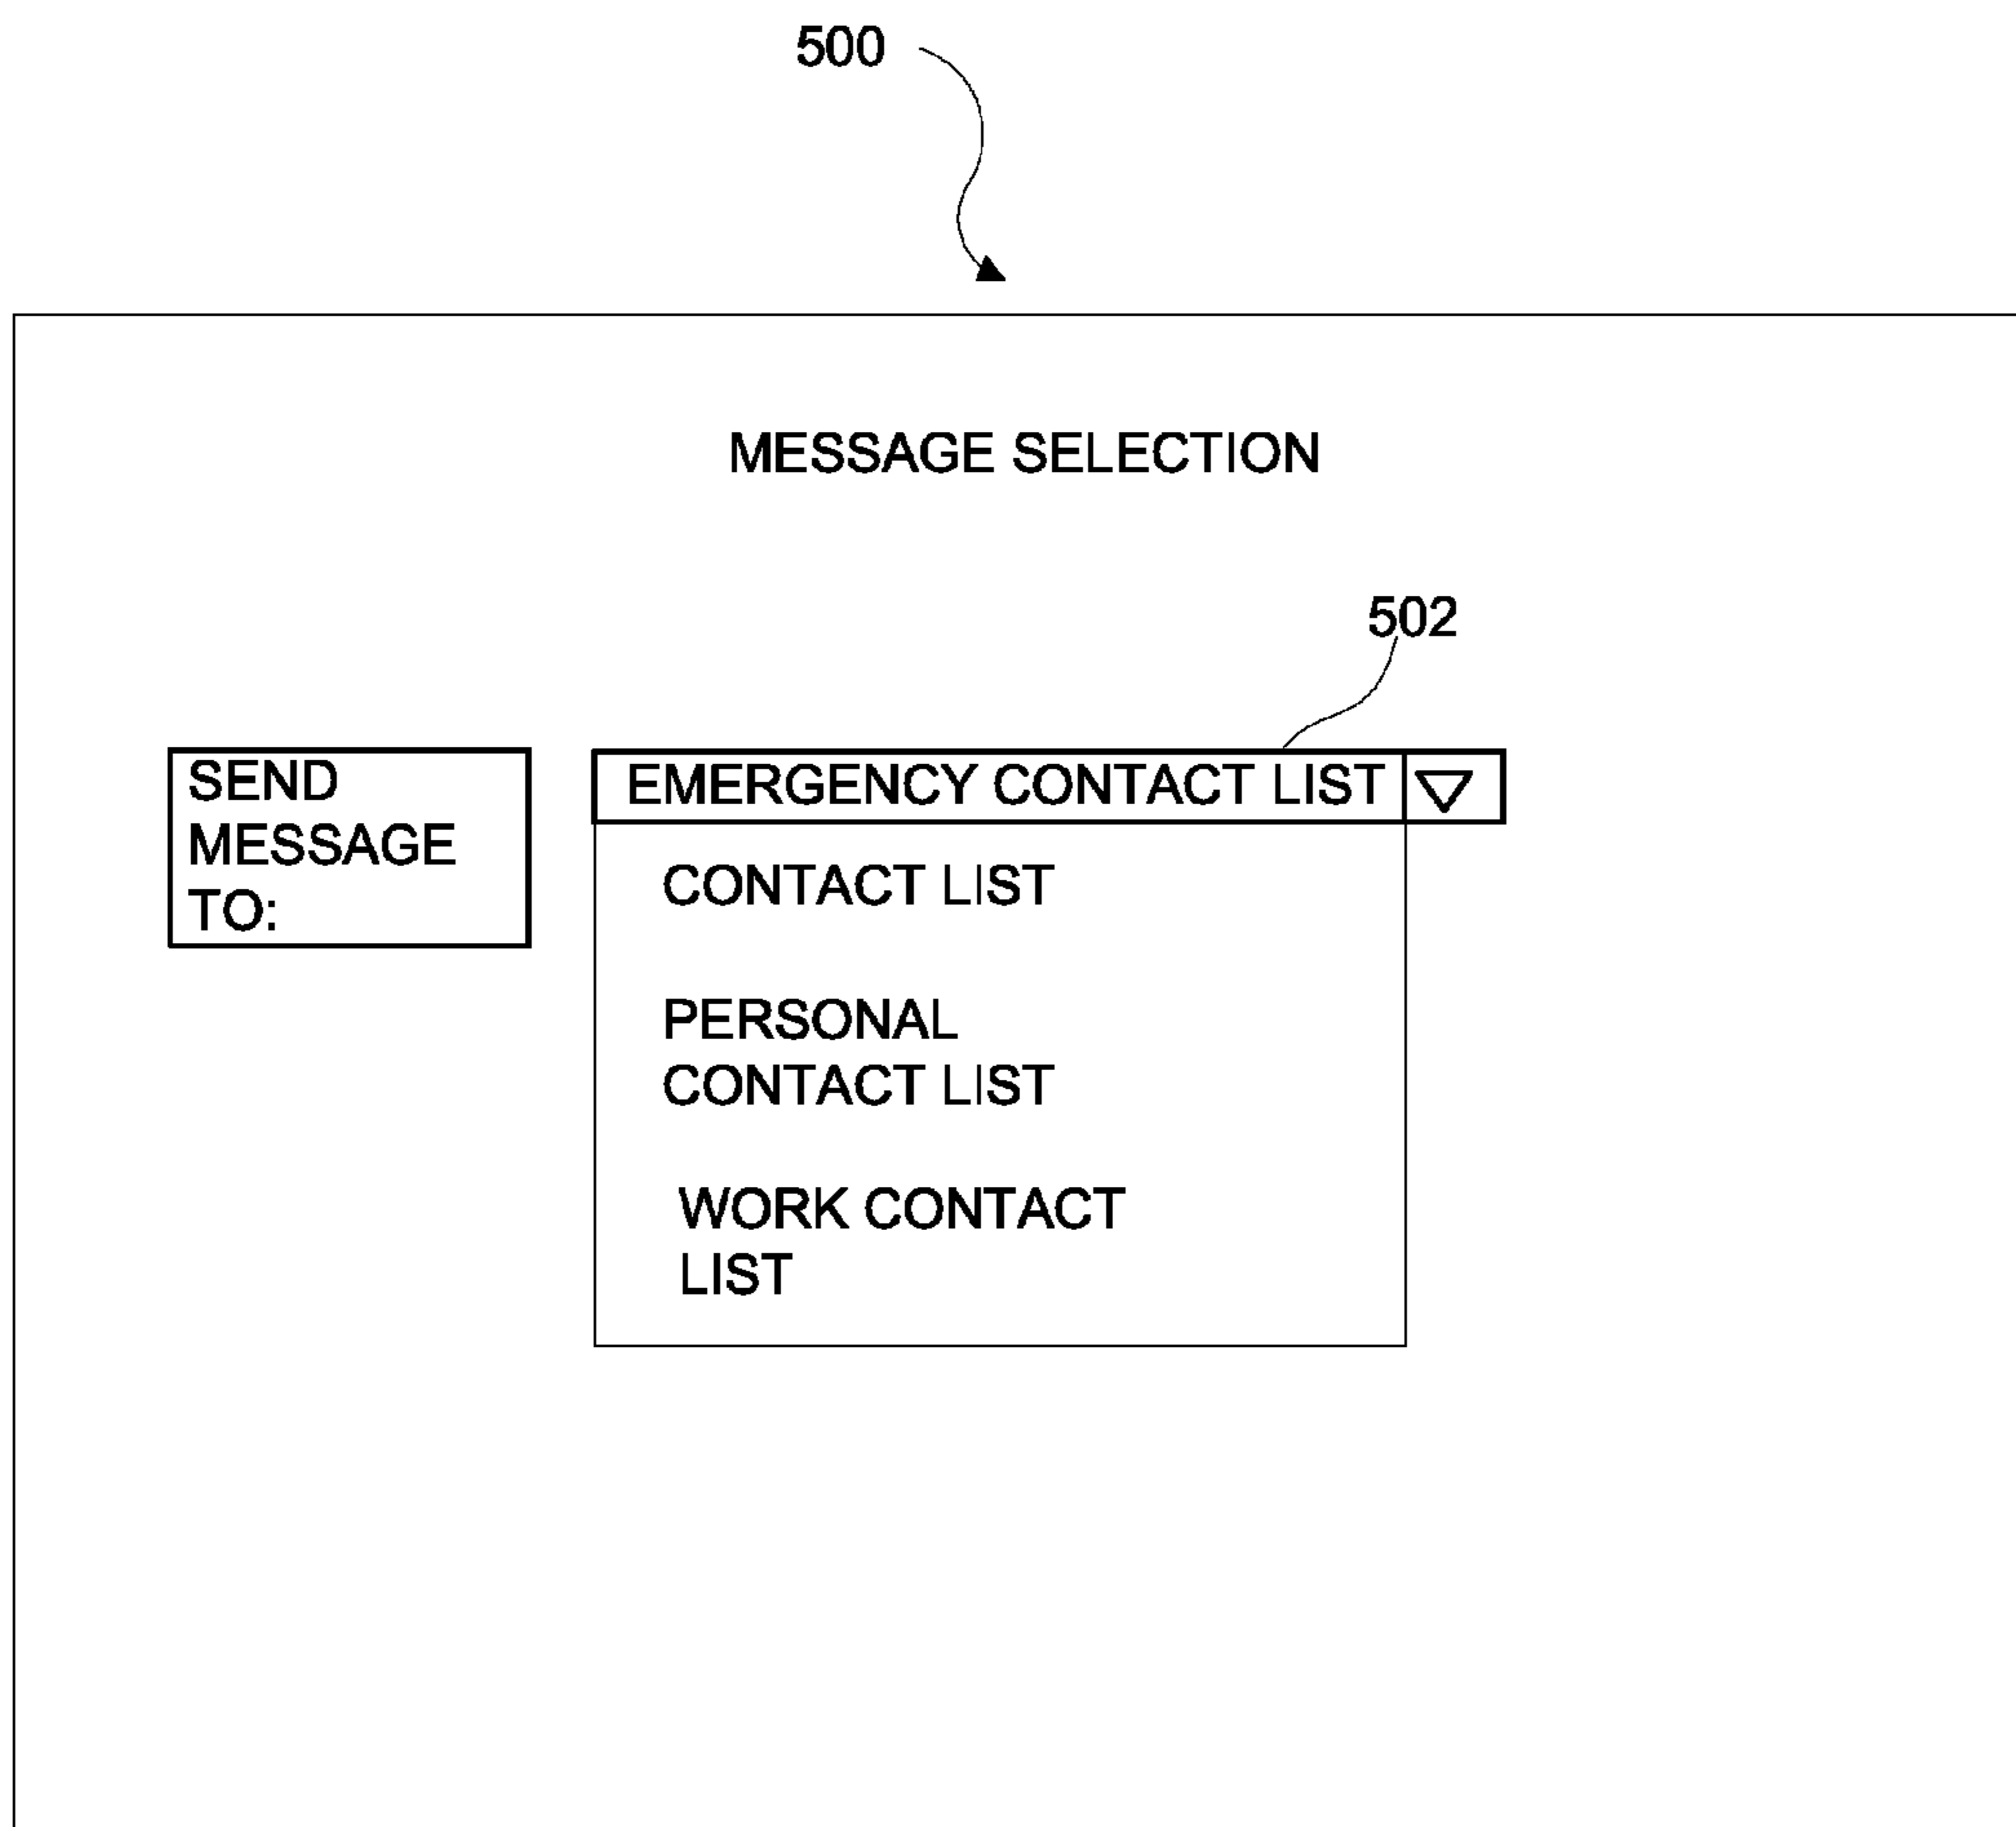 500
MESSAGE SELECTION
502
SEND
MESSAGE
TO:
EMERGENCY CONTACT LIST
CONTACT LIST
PERSONAL
CONTACT LIST
WORK CONTACT
LIST